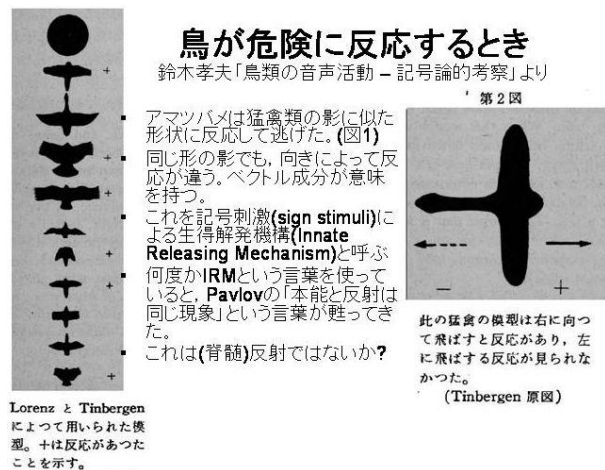 鳥が危険に反応するとき
鈴木孝夫「鳥類の音声活動 – 記号論的考察」より
▪ アマツバメは猛禽類の影に似た
形状に反応して逃げた。(図1)
▪ 同じ形の影でも, 向きによって反
応が違う。ベクトル成分が意味
を持つ。
▪ これを記号刺激(sign stimuli)に
よる生得解発機構(Innate
Releasing Mechanism)と呼ぶ
▪ 何度かIRMという言葉を使って
いると, Pavlovの「本能と反射は
同じ現象」という言葉が甦ってき
た。
▪ これは(脊髄)反射ではないか?
+
+
+
+
+
+
+
Lorenz と Tinbergen
によつて用いられた模
型。+は反応があつた
ことを示す。
第2図
− +
此の猛禽の模型は右に向つ
て飛ばすと反応があり, 左
に飛ばする反応が見られな
かつた。
(Tinbergen 原図)